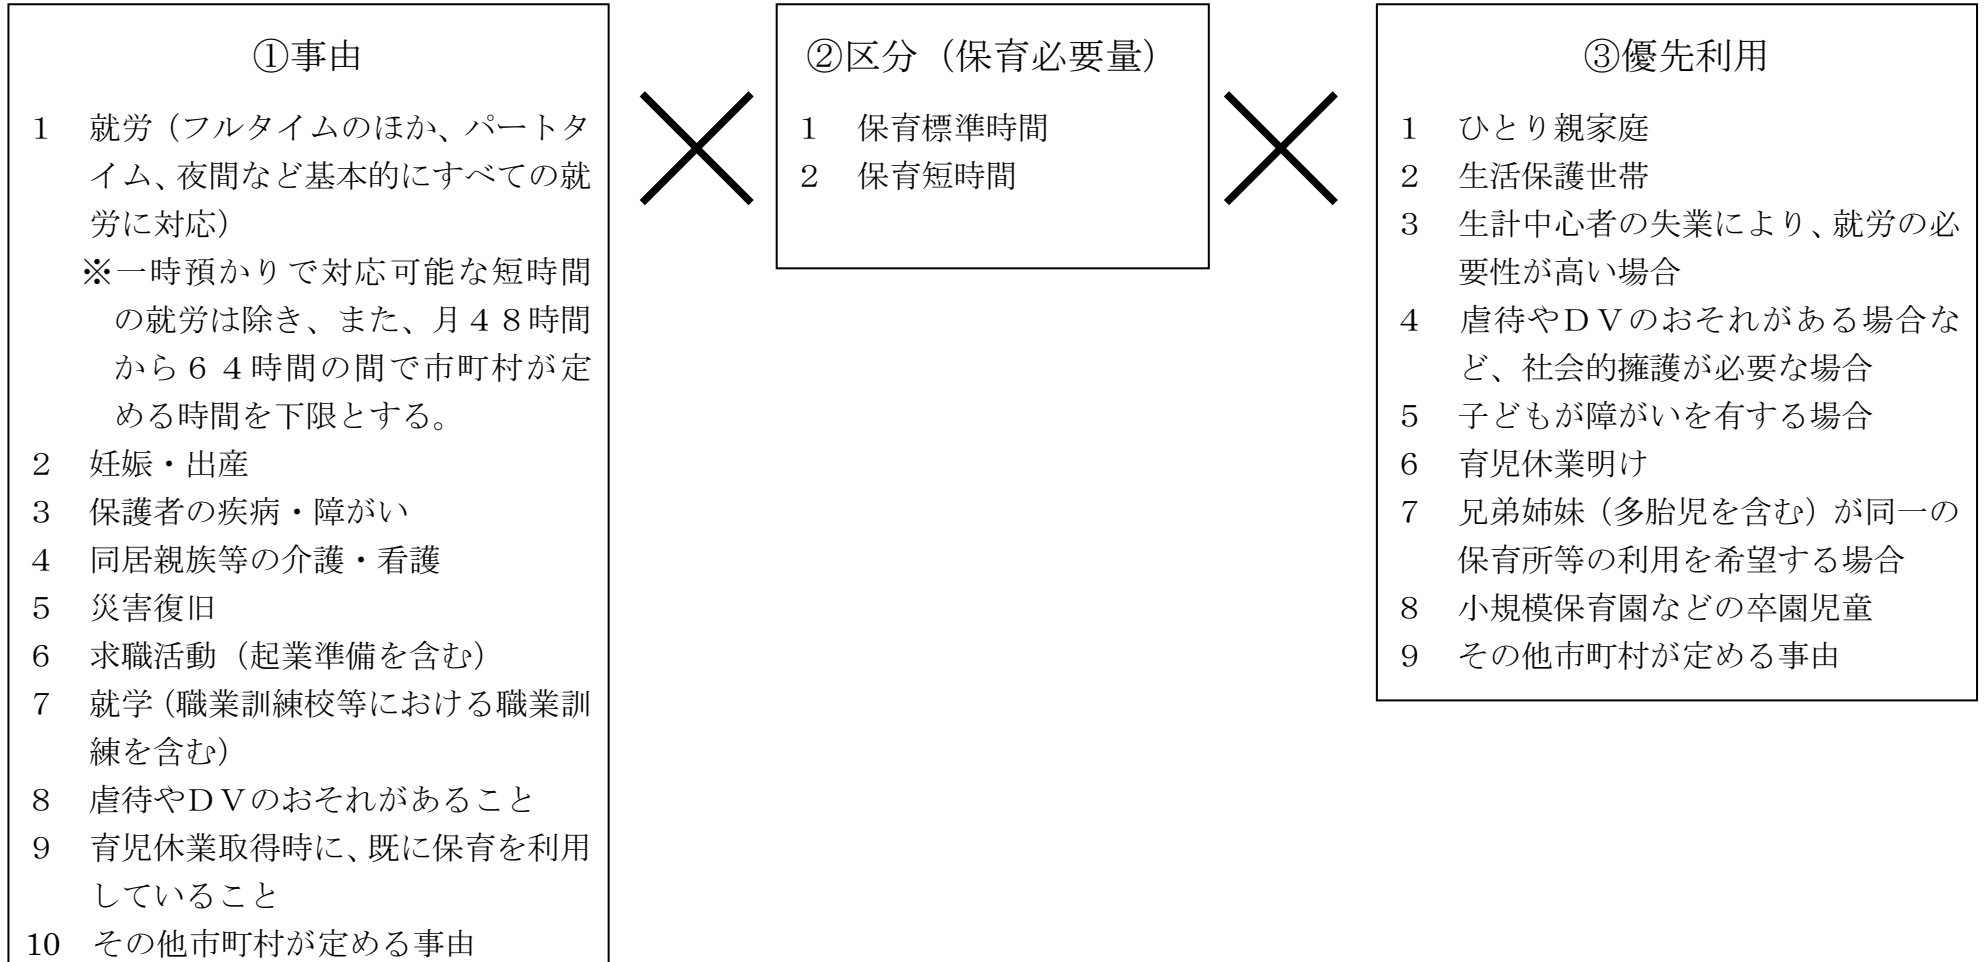 ①事由
1 就労（フルタイムのほか、パートタ
イム、夜間など基本的にすべての就
労に対応）
※一時預かりで対応可能な短時間
の就労は除き、また、月４８時間
から６４時間の間で市町村が定
める時間を下限とする。
2 妊娠・出産
3 保護者の疾病・障がい
4 同居親族等の介護・看護
5 災害復旧
6 求職活動（起業準備を含む）
7 就学（職業訓練校等における職業訓
練を含む）
8 虐待やＤＶのおそれがあること
9 育児休業取得時に、既に保育を利用
していること
10 その他市町村が定める事由
②区分（保育必要量）
1 保育標準時間
2 保育短時間
③優先利用
1 ひとり親家庭
2 生活保護世帯
3 生計中心者の失業により、就労の必
要性が高い場合
4 虐待やＤＶのおそれがある場合な
ど、社会的擁護が必要な場合
5 子どもが障がいを有する場合
6 育児休業明け
7 兄弟姉妹（多胎児を含む）が同一の
保育所等の利用を希望する場合
8 小規模保育園などの卒園児童
9 その他市町村が定める事由